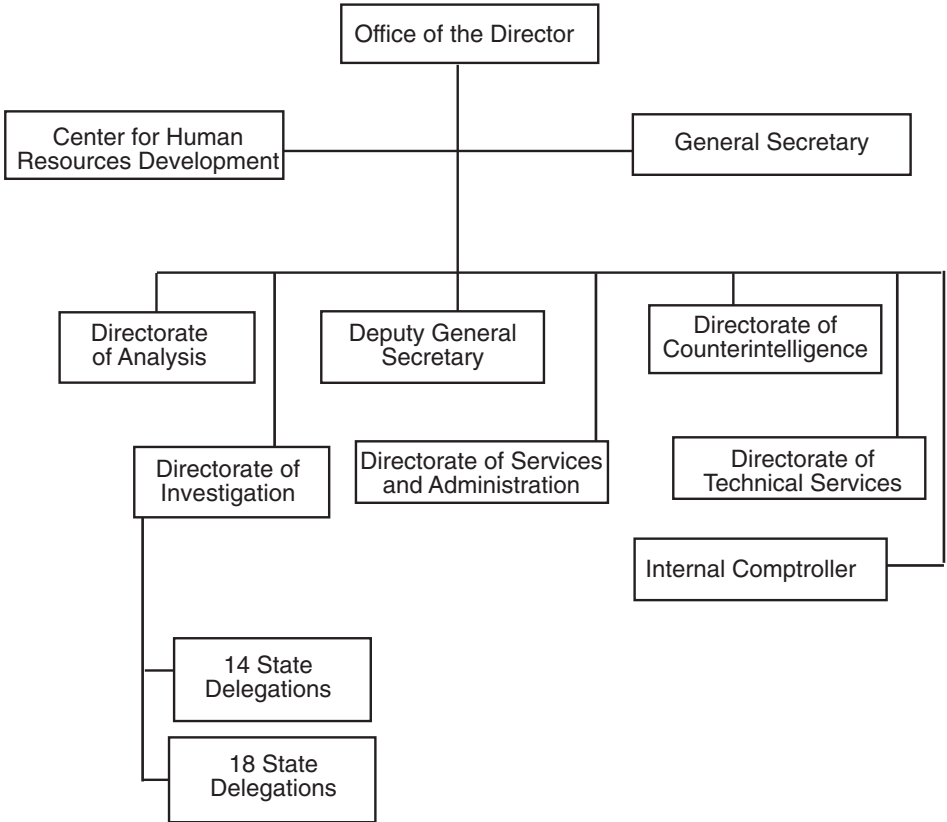 Office of the Director
Center for Human
Resources Development
General Secretary
Directorate
of Analysis
Deputy General
Secretary
Directorate of
Counterintelligence
Directorate of
Investigation
Directorate of Services
and Administration
Directorate of
Technical Services
Internal Comptroller
14 State
Delegations
18 State
Delegations